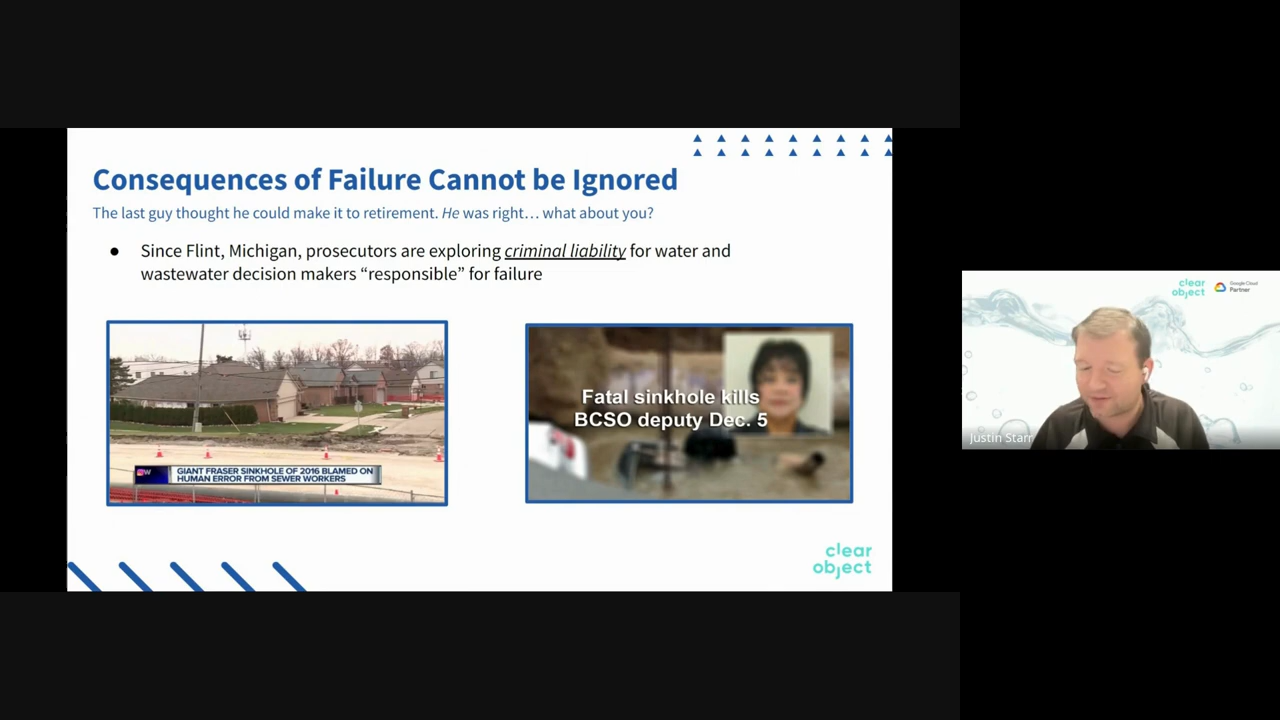 Consequences of Failure Cannot be Ignored
The last guy thought he could make it to retirement. He was right… what about you?
● Since Flint, Michigan, prosecutors are exploring criminal liability for water and
wastewater decision makers “responsible” for failure
GIANT FRASER SINKHOLE OF 2016 BLAMED ON
HUMAN ERROR FROM SEWER WORKERS
Fatal sinkhole kills
BCSO deputy Dec. 5
clear
object
clear
object
Google Cloud
Partner
Justin Starr